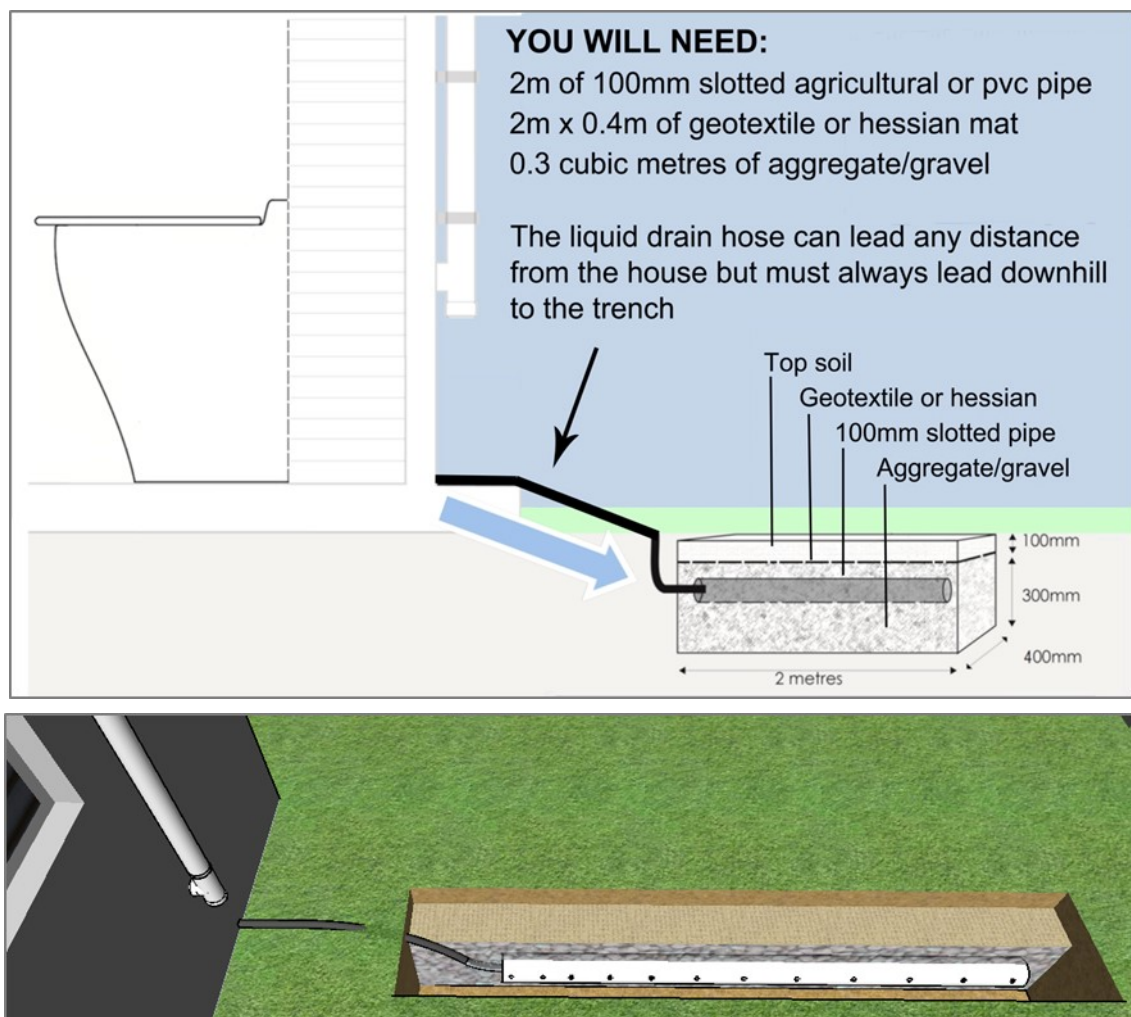 YOU WILL NEED:
2m of 100mm slotted agricultural or pvc pipe
2m x 0.4m of geotextile or hessian mat
0.3 cubic metres of aggregate/gravel
The liquid drain hose can lead any distance
from the house but must always lead downhill
to the trench
Top soil
Geotextile or hessian
100mm slotted pipe
Aggregate/gravel
100mm
300mm
400mm
2 metres